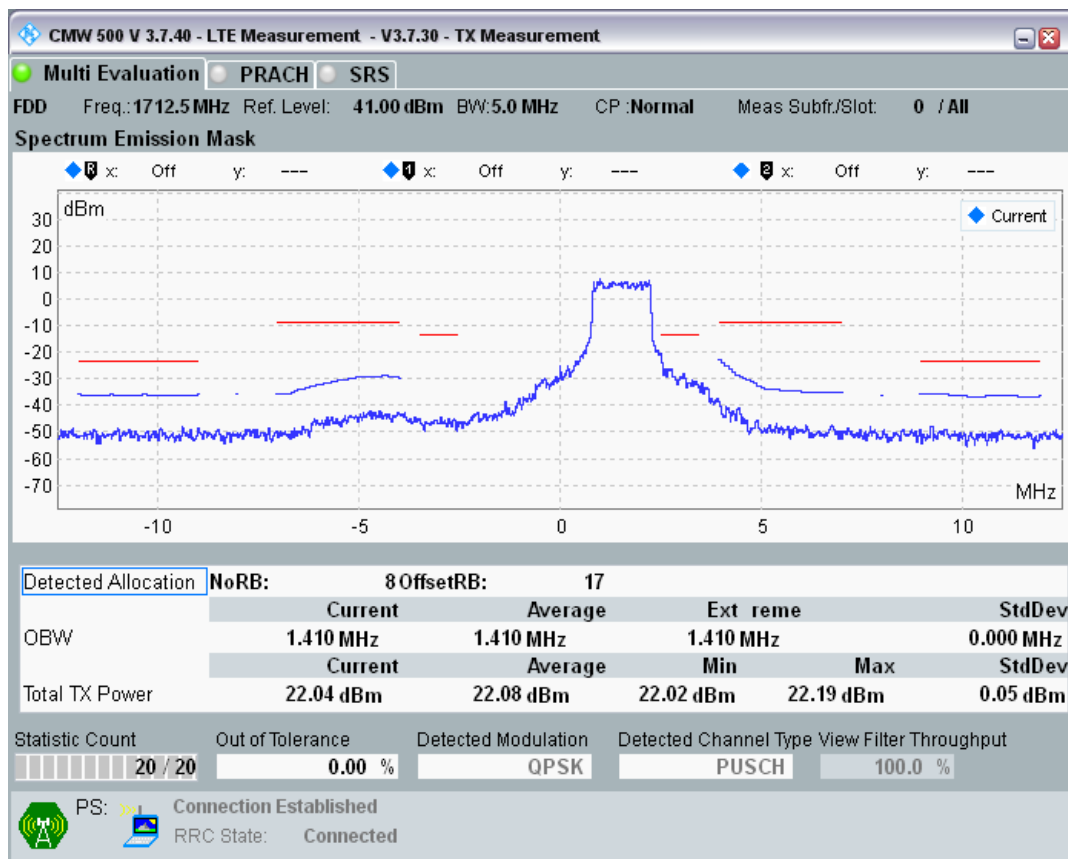 CMW 500 V 3.7.40 - LTE Measurement - V3.7.30 - TX Measurement
Multi Evaluation PRACH SRS
FDD Freq.: 1712.5 MHz Ref. Level: 41.00 dBm BW: 5.0 MHz CP : Normal Meas Subfr./Slot: 0 / All
Spectrum Emission Mask
R x: Off y: --- 1 x: Off y: --- 2 x: Off y: ---
dBm
Current
30
20
10
0
-10
-20
-30
-40
-50
-60
-70
MHz
-10 -5 0 5 10
Detected Allocation NoRB: 8 OffsetRB: 17
Current Average Ext reme StdDev
OBW 1.410 MHz 1.410 MHz 1.410 MHz 0.000 MHz
Current Average Min Max StdDev
Total TX Power 22.04 dBm 22.08 dBm 22.02 dBm 22.19 dBm 0.05 dBm
Statistic Count Out of Tolerance Detected Modulation Detected Channel Type View Filter Throughput
20 / 20 0.00 % QPSK PUSCH 100.0 %
PS: Connection Established
RRC State: Connected